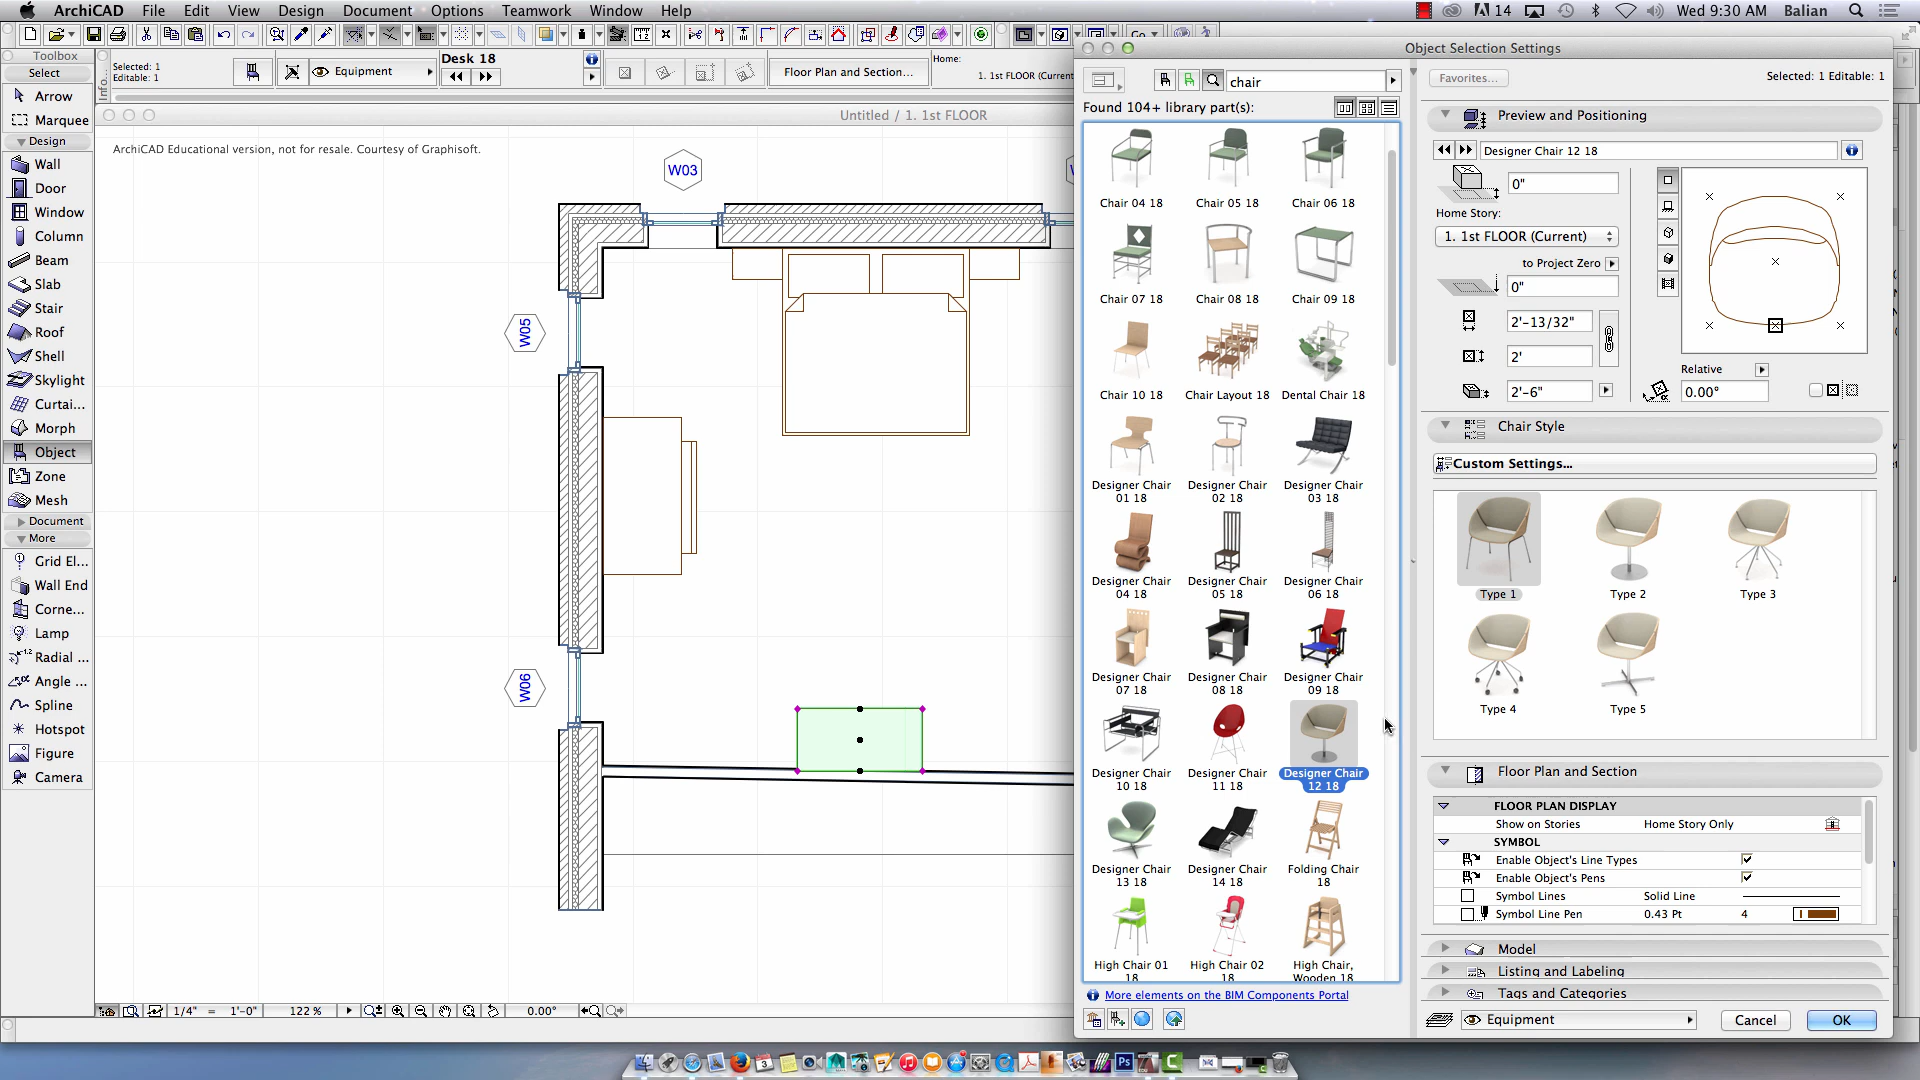 ArchiCAD File Edit View Design Document Options Teamwork Window Help
14 Wed 9:30 AM Balian
Toolbox
Select
Arrow
Marquee
Design
Wall
Door
Window
Column
Beam
Slab
Stair
Roof
Shell
Skylight
Curtai...
Morph
Object
Zone
Mesh
Document
More
Grid El...
Wall End
Corne...
Lamp
Radial ...
Angle ...
Spline
Hotspot
Figure
Camera
Info...
Selected: 1
Editable: 1
Equipment
Desk 18
Floor Plan and Section...
Home:
1. 1st FLOOR (Current
Untitled / 1. 1st FLOOR
ArchiCAD Educational version, not for resale. Courtesy of Graphisoft.
W03
W05
W06
1/4" = 1'-0" 122 % 0.00°
Object Selection Settings
chair
Found 104+ library part(s):
Chair 04 18 Chair 05 18 Chair 06 18
Chair 07 18 Chair 08 18 Chair 09 18
Chair 10 18 Chair Layout 18 Dental Chair 18
Designer Chair 01 18 Designer Chair 02 18 Designer Chair 03 18
Designer Chair 04 18 Designer Chair 05 18 Designer Chair 06 18
Designer Chair 07 18 Designer Chair 08 18 Designer Chair 09 18
Designer Chair 10 18 Designer Chair 11 18 Designer Chair 12 18
Designer Chair 13 18 Designer Chair 14 18 Folding Chair 18
High Chair 01 18 High Chair 02 18 High Chair, Wooden 18
More elements on the BIM Components Portal
Favorites...
Selected: 1 Editable: 1
Preview and Positioning
Designer Chair 12 18
0"
Home Story:
1. 1st FLOOR (Current)
to Project Zero
0"
2'-13/32"
2'
2'-6"
Relative
0.00°
Chair Style
Custom Settings...
Type 1 Type 2 Type 3
Type 4 Type 5
Floor Plan and Section
FLOOR PLAN DISPLAY
Show on Stories Home Story Only
SYMBOL
Enable Object's Line Types
Enable Object's Pens
Symbol Lines Solid Line
Symbol Line Pen 0.43 Pt 4
Model
Listing and Labeling
Tags and Categories
Equipment
Cancel OK